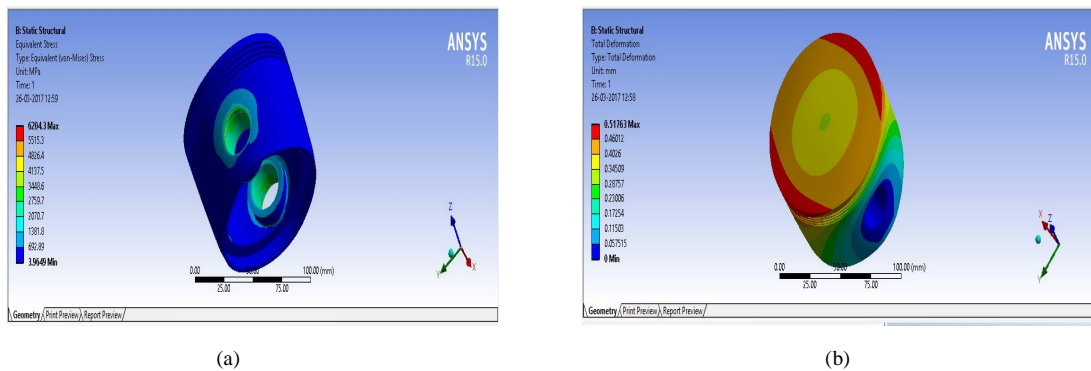 B: Static Structural
Equivalent Stress
Type: Equivalent (von-Mises) Stress
Unit: MPa
Time: 1
26-03-2017 12:59
6204.3 Max
5515.3
4826.4
4137.5
3448.6
2759.7
2070.7
1381.8
692.89
3.9649 Min
ANSYS
R15.0
Z
X
Y
0.00 50.00 100.00 (mm)
25.00 75.00
Geometry Print Preview Report Preview
(a)
B: Static Structural
Total Deformation
Type: Total Deformation
Unit: mm
Time: 1
26-03-2017 12:58
0.51763 Max
0.46012
0.4026
0.34509
0.28757
0.23006
0.17254
0.11503
0.057515
0 Min
ANSYS
R15.0
X
Z
Y
0.00 50.00 100.00 (mm)
25.00 75.00
Geometry Print Preview Report Preview
(b)